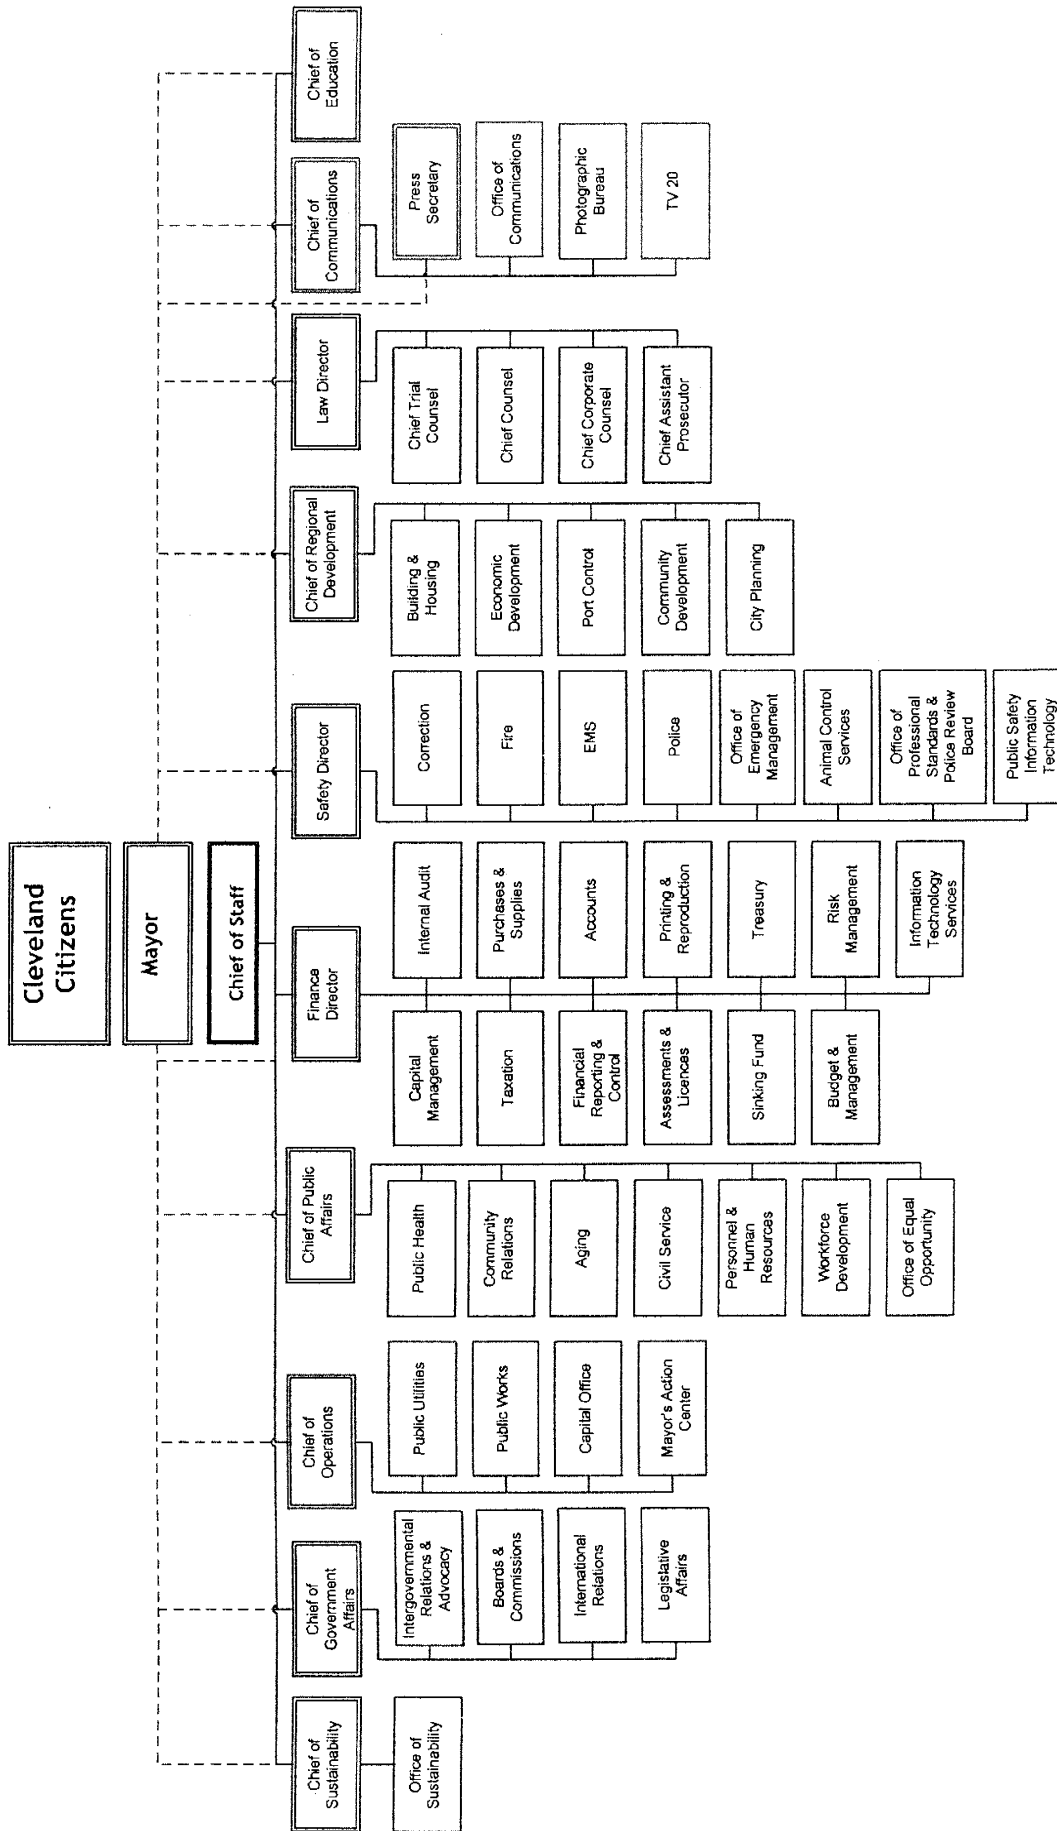 Cleveland
Citizens
Mayor
Chief of Staff
Chief of
Sustainability
Office of
Sustainability
Chief of
Government
Affairs
Intergovernmental
Relations &
Advocacy
Boards &
Commissions
International
Relations
Legislative
Affairs
Chief of
Operations
Public Utilities
Public Works
Capital Office
Mayor's Action
Center
Chief of Public
Affairs
Public Health
Community
Relations
Aging
Civil Service
Personnel &
Human
Resources
Workforce
Development
Office of Equal
Opportunity
Finance
Director
Capital
Management
Taxation
Financial
Reporting &
Control
Assessments &
Licences
Sinking Fund
Budget &
Management
Internal Audit
Purchases &
Supplies
Accounts
Printing &
Reproduction
Treasury
Risk
Management
Information
Technology
Services
Safety Director
Correction
Fire
EMS
Police
Office of
Emergency
Management
Animal Control
Services
Office of
Professional
Standards &
Police Review
Board
Public Safety
Information
Technology
Chief of Regional
Development
Building &
Housing
Economic
Development
Port Control
Community
Development
City Planning
Law Director
Chief Trial
Counsel
Chief Counsel
Chief Corporate
Counsel
Chief Assistant
Prosecutor
Chief of
Communications
Press
Secretary
Office of
Communications
Photographic
Bureau
TV 20
Chief of
Education